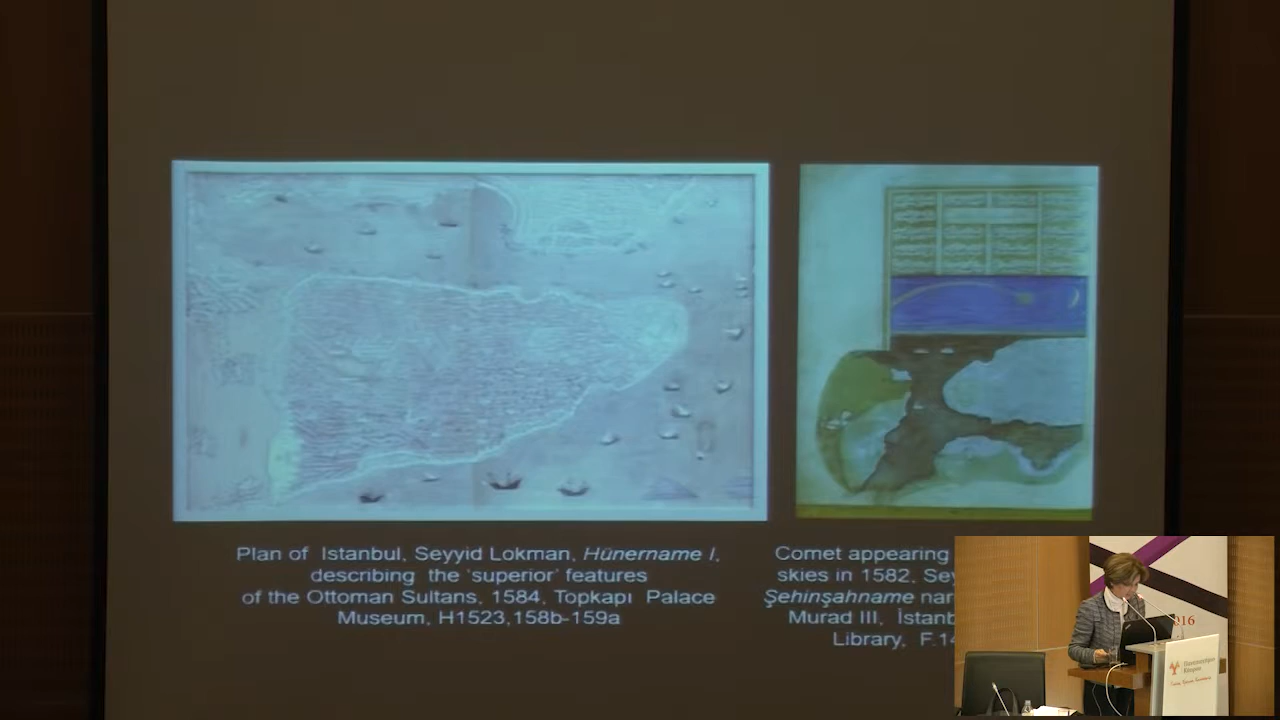 Plan of Istanbul, Seyyid Lokman, Hünername I,
describing the 'superior' features
of the Ottoman Sultans, 1584, Topkapı Palace
Museum, H1523,158b-159a
Comet appearing
skies in 1582, Sey
Şehinşahname nar
Murad III, İstanb
Library, F.14